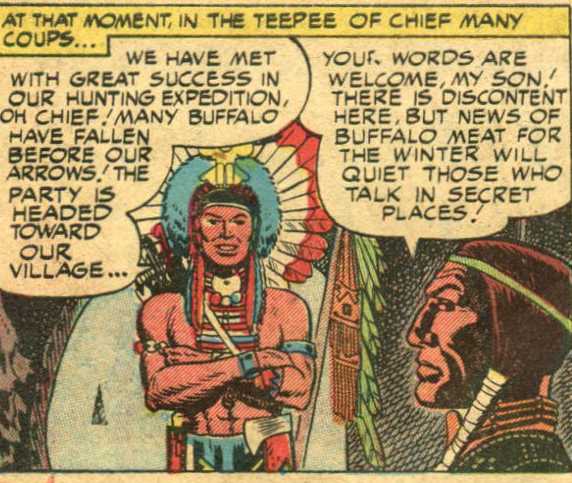 AT THAT MOMENT, IN THE TEEPEE OF CHIEF MANY
COUPS...
WE HAVE MET
WITH GREAT SUCCESS IN
OUR HUNTING EXPEDITION,
OH CHIEF! MANY BUFFALO
HAVE FALLEN
BEFORE OUR
ARROWS! THE
PARTY IS
HEADED
TOWARD
OUR
VILLAGE...
YOUR WORDS ARE
WELCOME, MY SON!
THERE IS DISCONTENT
HERE, BUT NEWS OF
BUFFALO MEAT FOR
THE WINTER WILL
QUIET THOSE WHO
TALK IN SECRET
PLACES!